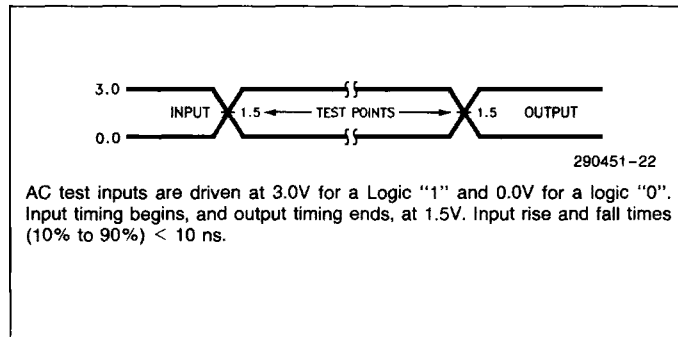 3.0
INPUT 1.5 TEST POINTS 1.5 OUTPUT
0.0
290451-22
AC test inputs are driven at 3.0V for a Logic "1" and 0.0V for a logic "0".
Input timing begins, and output timing ends, at 1.5V. Input rise and fall times
(10% to 90%) < 10 ns.